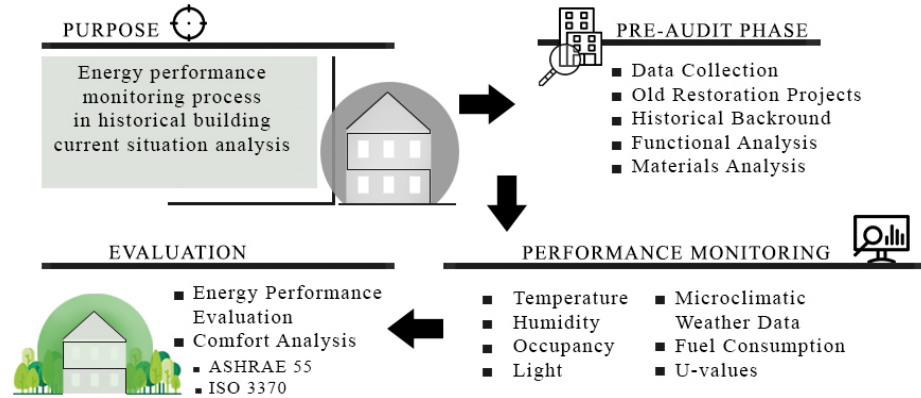 PURPOSE
Energy performance
monitoring process
in historical building
current situation analysis
PRE-AUDIT PHASE
Data Collection
Old Restoration Projects
Historical Backround
Functional Analysis
Materials Analysis
PERFORMANCE MONITORING
Temperature
Humidity
Occupancy
Light
Microclimatic
Weather Data
Fuel Consumption
U-values
EVALUATION
Energy Performance
Evaluation
Comfort Analysis
ASHRAE 55
ISO 3370